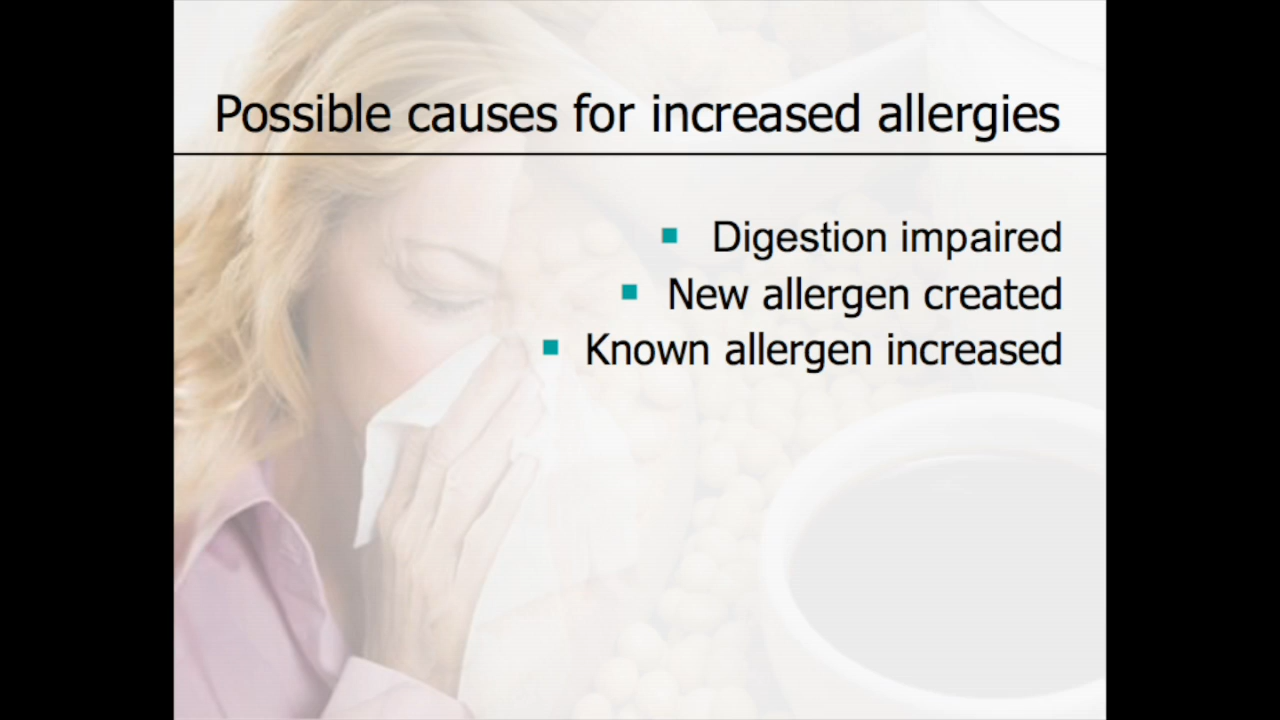 Possible causes for increased allergies
Digestion impaired
New allergen created
Known allergen increased